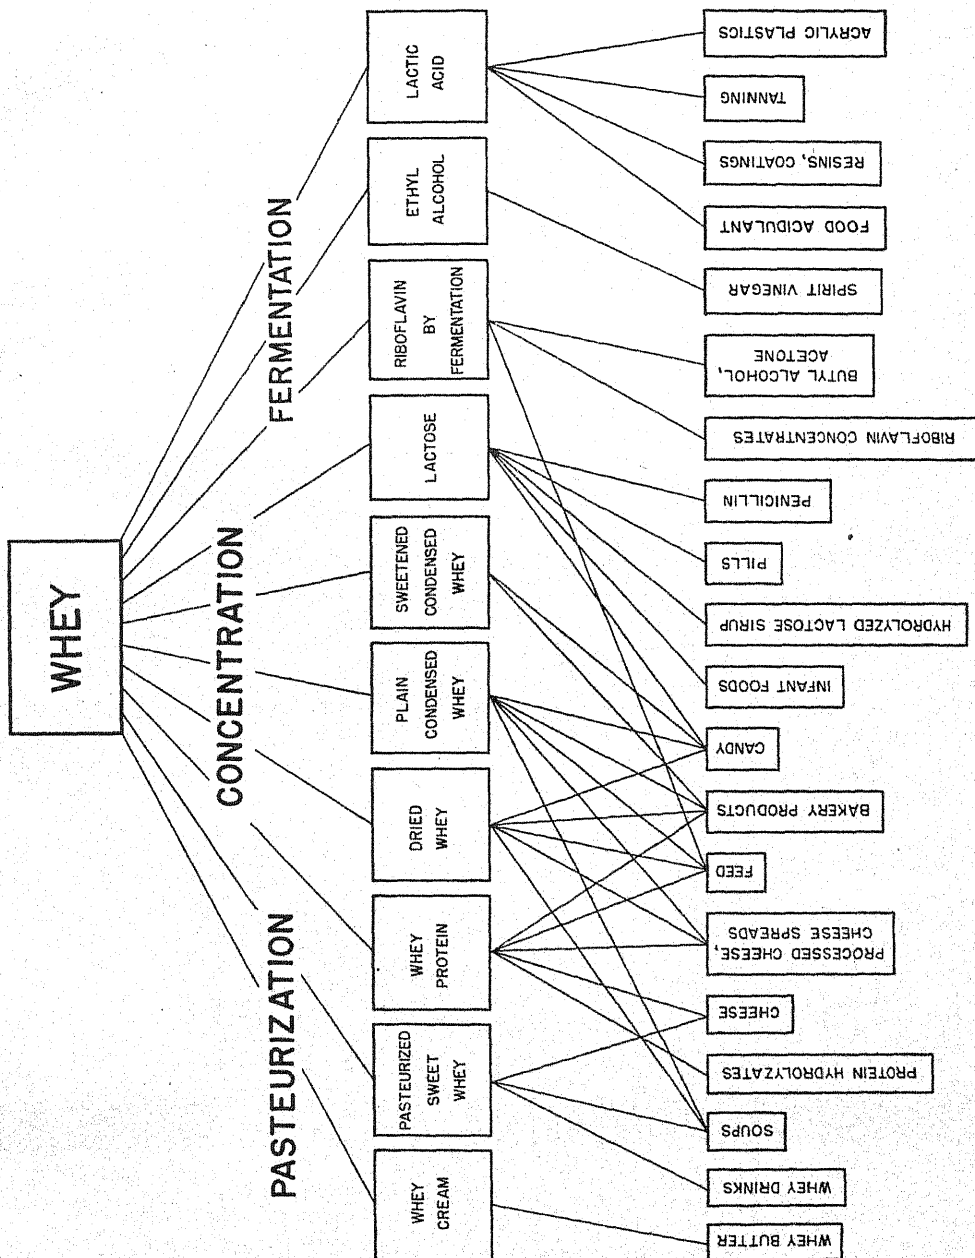 WHEY
PASTEURIZATION
CONCENTRATION
FERMENTATION
WHEY
CREAM
PASTEURIZED
SWEET
WHEY
WHEY
PROTEIN
DRIED
WHEY
PLAIN
CONDENSED
WHEY
SWEETENED
CONDENSED
WHEY
LACTOSE
RIBOFLAVIN
BY
FERMENTATION
ETHYL
ALCOHOL
LACTIC
ACID
WHEY BUTTER
WHEY DRINKS
SOUPS
PROTEIN HYDROLYZATES
CHEESE
PROCESSED CHEESE,
CHEESE SPREADS
FEED
BAKERY PRODUCTS
CANDY
INFANT FOODS
HYDROLYZED LACTOSE SIRUP
PILLS
PENICILLIN
RIBOFLAVIN CONCENTRATES
BUTYL ALCOHOL,
ACETONE
SPIRIT VINEGAR
FOOD ACIDULANT
RESINS, COATINGS
TANNING
ACRYLIC PLASTICS